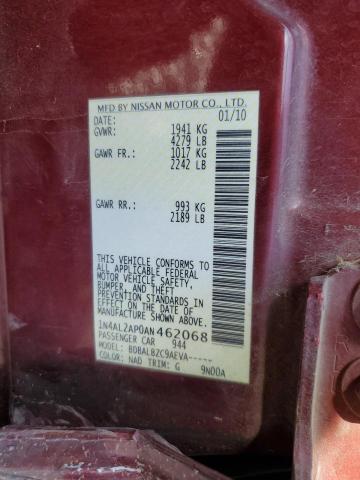 MFD BY NISSAN MOTOR CO., LTD.
DATE: 01/10
GVWR: 1941 KG
4279 LB
GAWR FR.: 1017 KG
2242 LB
GAWR RR.: 993 KG
2189 LB
THIS VEHICLE CONFORMS TO
ALL APPLICABLE FEDERAL
MOTOR VEHICLE SAFETY,
BUMPER, AND THEFT
PREVENTION STANDARDS
IN EFFECT ON THE DATE OF
MANUFACTURE SHOWN ABOVE.
1N4AL2AP0AN462068
PASSENGER CAR 944
MODEL: BDBALBZC9AEVA-----
COLOR: NAD TRIM: G 9N00A